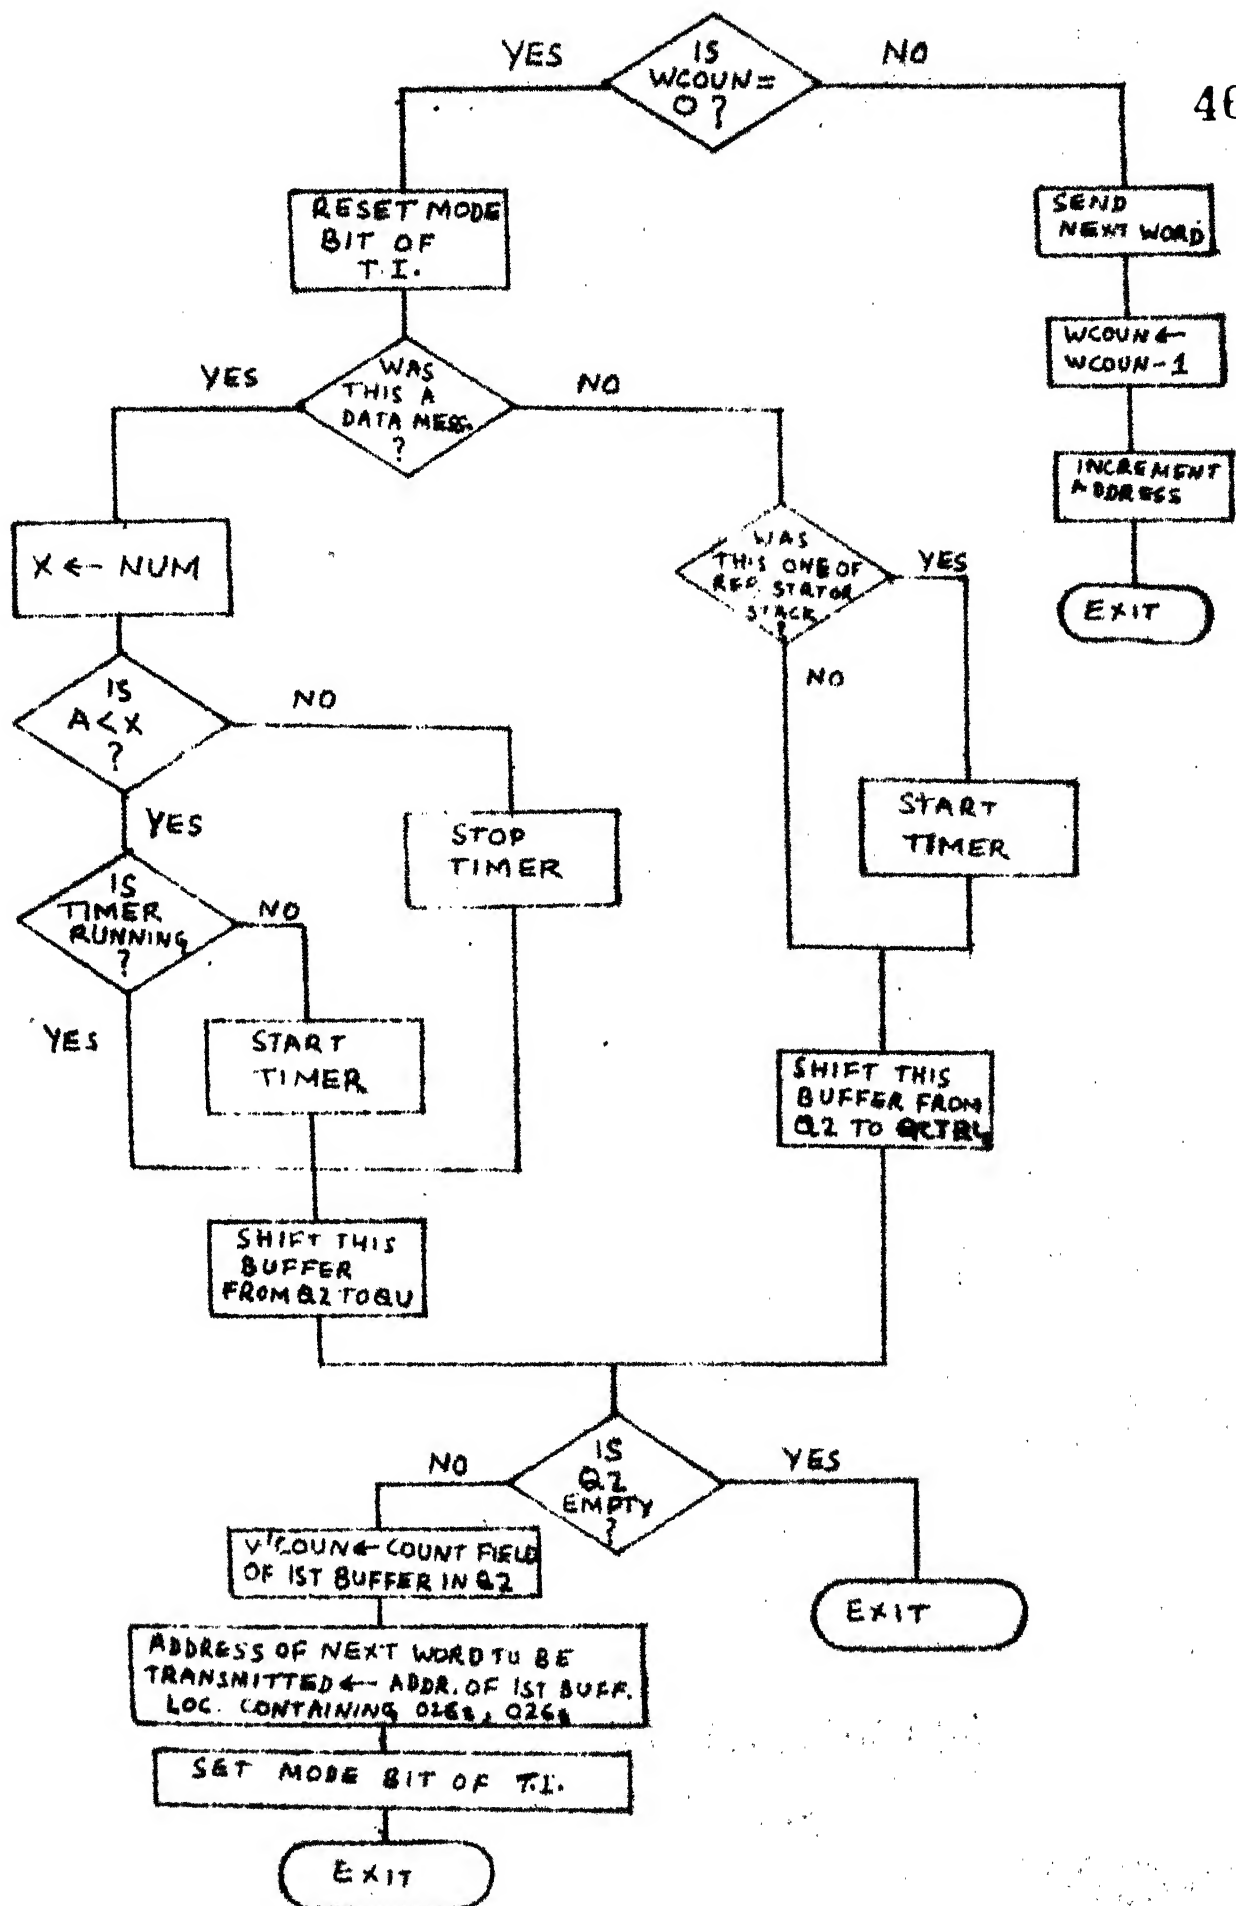 YES
IS
WCOUN=
0 ?
NO
46
RESET MODE
BIT OF
T.I.
SEND
NEXT WORD
WCOUN←
WCOUN-1
INCREMENT
ADDRESS
EXIT
YES
WAS
THIS A
DATA MESS.
?
NO
X ← NUM
WAS
THIS ONE OF
STATOR
STACK
?
YES
NO
IS
A<X
?
NO
YES
STOP
TIMER
START
TIMER
IS
TIMER
RUNNING
?
NO
YES
START
TIMER
SHIFT THIS
BUFFER FROM
Q2 TO
SHIFT THIS
BUFFER
FROM Q2 TO QU
IS
Q2
EMPTY
?
NO
YES
WCOUN← COUNT FIELD
OF 1ST BUFFER IN Q2
EXIT
ADDRESS OF NEXT WORD TO BE
TRANSMITTED ← ADDR. OF 1ST BUFF.
LOC. CONTAINING 026₈, 026₈
SET MODE BIT OF T.I.
EXIT